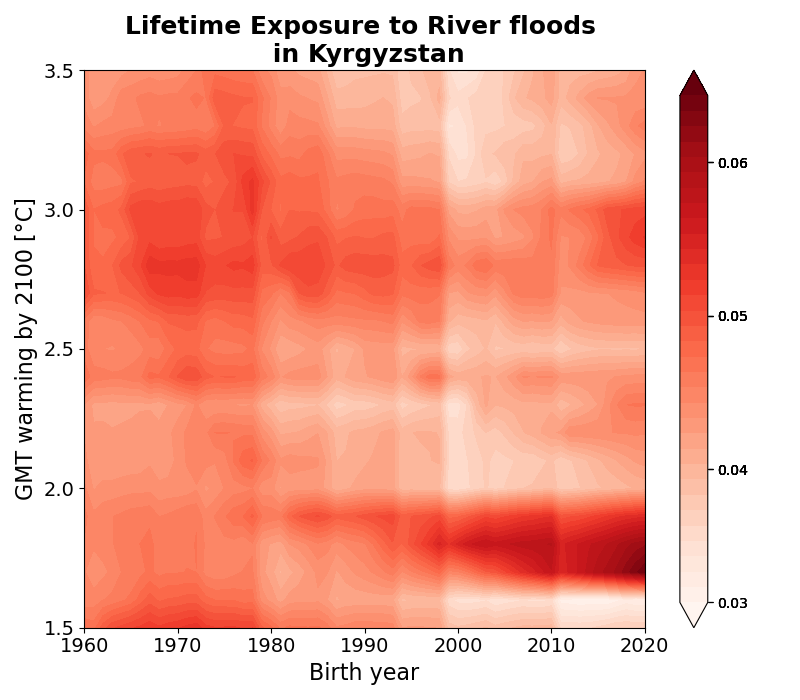 Lifetime Exposure to River floods
in Kyrgyzstan
GMT warming by 2100 [°C]
3.5
3.0
2.5
2.0
1.5
1960 1970 1980 1990 2000 2010 2020
Birth year
0.06
0.05
0.04
0.03